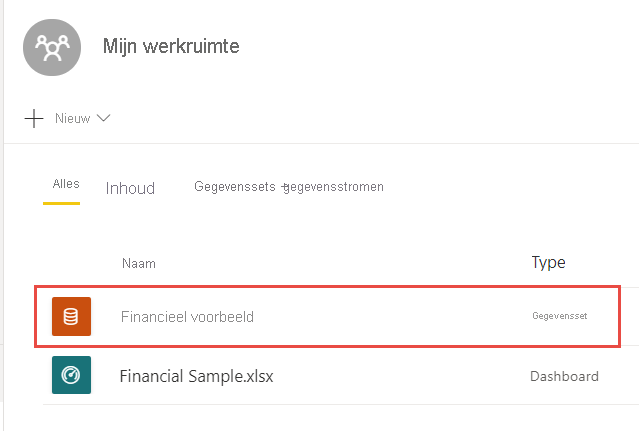 Mijn werkruimte
Nieuw
Alles Inhoud Gegevenssets + gegevensstromen
Naam Type
Financieel voorbeeld Gegevensset
Financial Sample.xlsx Dashboard